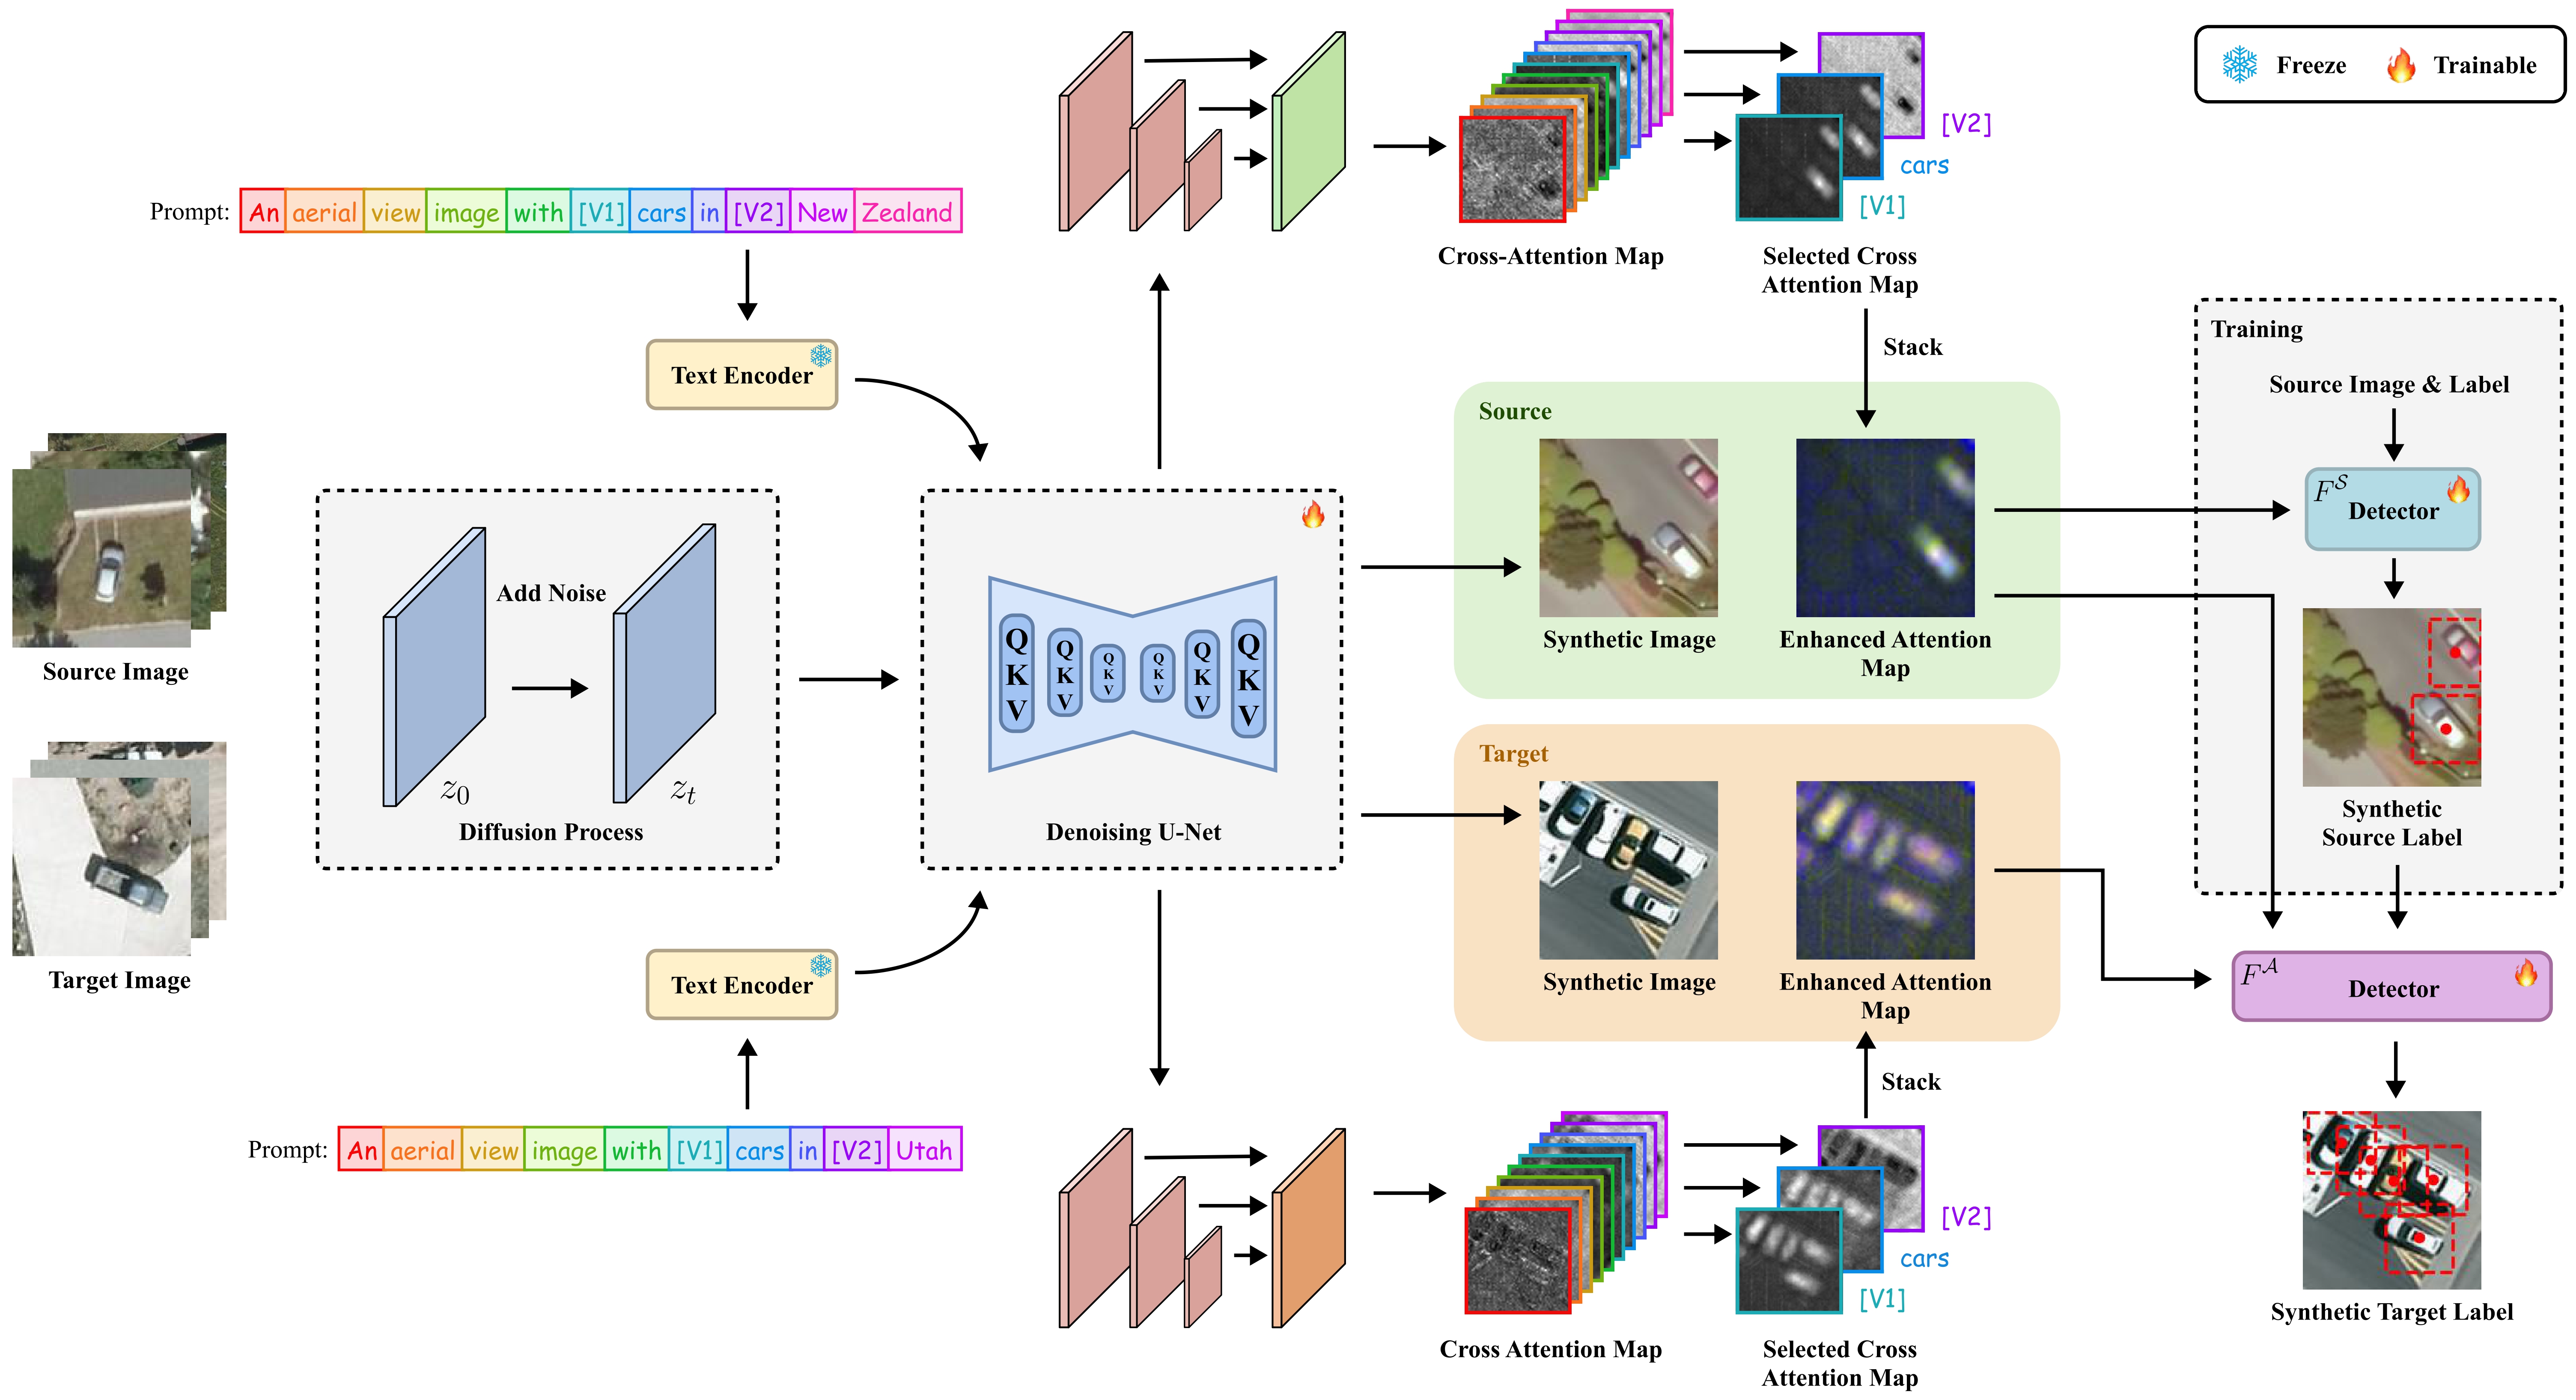 Freeze
Trainable
[V2]
cars
[V1]
Prompt: An aerial view image with [V1] cars in [V2] New Zealand
Cross-Attention Map
Selected Cross
Attention Map
Text Encoder
Stack
Training
Source Image & Label
Source
F^S
Detector
Source Image
Add Noise
z_0
z_t
Diffusion Process
Q
K
V
Q
K
V
Q
K
V
Q
K
V
Q
K
V
Q
K
V
Denoising U-Net
Synthetic Image
Enhanced Attention
Map
Synthetic
Source Label
Target
Target Image
Synthetic Image
Enhanced Attention
Map
Text Encoder
F^A
Detector
Stack
Prompt: An aerial view image with [V1] cars in [V2] Utah
[V2]
cars
[V1]
Cross Attention Map
Selected Cross
Attention Map
Synthetic Target Label